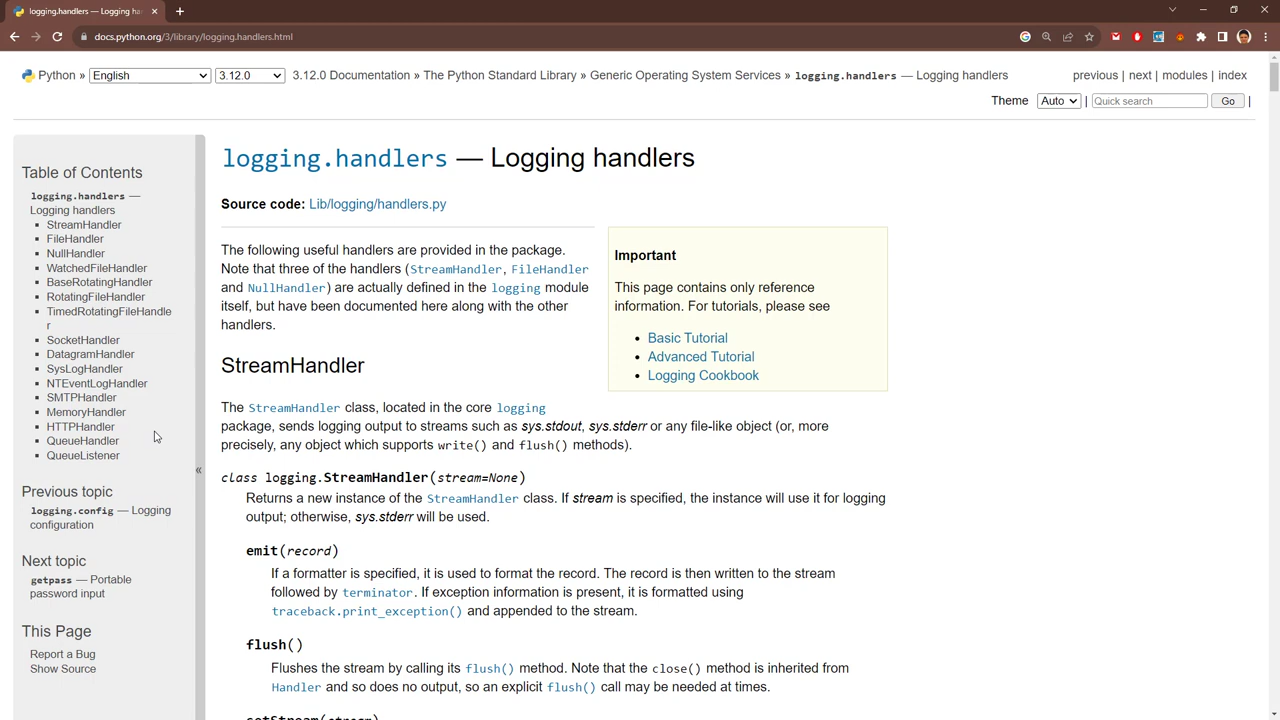 logging.handlers — Logging ha
docs.python.org/3/library/logging.handlers.html
Python » English 3.12.0 3.12.0 Documentation » The Python Standard Library » Generic Operating System Services » logging.handlers — Logging handlers previous | next | modules | index
Theme Auto | Quick search Go |
Table of Contents
logging.handlers —
Logging handlers
StreamHandler
FileHandler
NullHandler
WatchedFileHandler
BaseRotatingHandler
RotatingFileHandler
TimedRotatingFileHandle
r
SocketHandler
DatagramHandler
SysLogHandler
NTEventLogHandler
SMTPHandler
MemoryHandler
HTTPHandler
QueueHandler
QueueListener
Previous topic
logging.config — Logging
configuration
Next topic
getpass — Portable
password input
This Page
Report a Bug
Show Source
«
logging.handlers — Logging handlers
Source code: Lib/logging/handlers.py
The following useful handlers are provided in the package.
Note that three of the handlers (StreamHandler, FileHandler
and NullHandler) are actually defined in the logging module
itself, but have been documented here along with the other
handlers.
Important
This page contains only reference
information. For tutorials, please see
• Basic Tutorial
• Advanced Tutorial
• Logging Cookbook
StreamHandler
The StreamHandler class, located in the core logging
package, sends logging output to streams such as sys.stdout, sys.stderr or any file-like object (or, more
precisely, any object which supports write() and flush() methods).
class logging.StreamHandler(stream=None)
Returns a new instance of the StreamHandler class. If stream is specified, the instance will use it for logging
output; otherwise, sys.stderr will be used.
emit(record)
If a formatter is specified, it is used to format the record. The record is then written to the stream
followed by terminator. If exception information is present, it is formatted using
traceback.print_exception() and appended to the stream.
flush()
Flushes the stream by calling its flush() method. Note that the close() method is inherited from
Handler and so does no output, so an explicit flush() call may be needed at times.
setStream(stream)